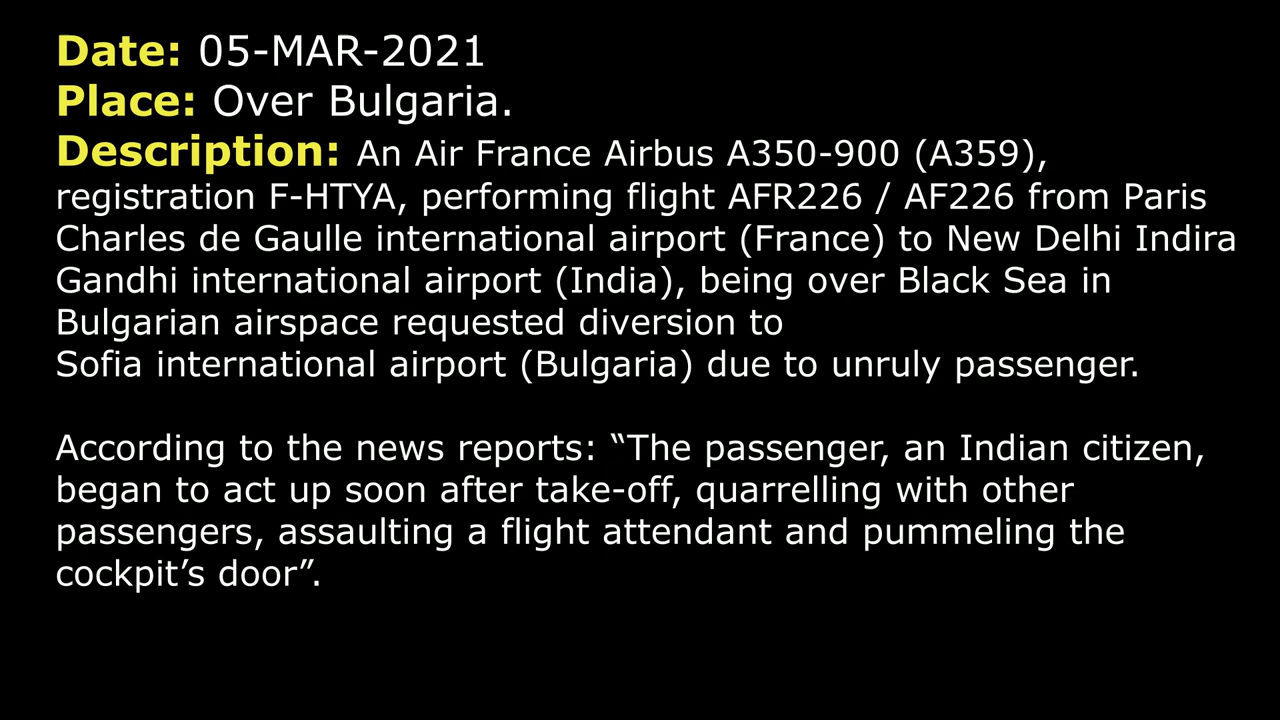 Date: 05-MAR-2021
Place: Over Bulgaria.
Description: An Air France Airbus A350-900 (A359),
registration F-HTYA, performing flight AFR226 / AF226 from Paris
Charles de Gaulle international airport (France) to New Delhi Indira
Gandhi international airport (India), being over Black Sea in
Bulgarian airspace requested diversion to
Sofia international airport (Bulgaria) due to unruly passenger.
According to the news reports: “The passenger, an Indian citizen,
began to act up soon after take-off, quarrelling with other
passengers, assaulting a flight attendant and pummeling the
cockpit’s door”.